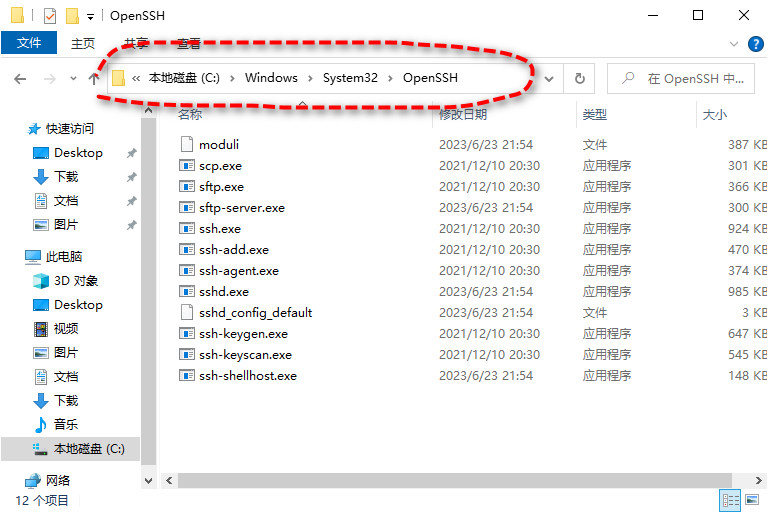 OpenSSH
文件 主页 共享 查看
« 本地磁盘 (C:) › Windows › System32 › OpenSSH 在 OpenSSH 中...
名称 修改日期 类型 大小
快速访问
Desktop
下载
文档
图片
此电脑
3D 对象
Desktop
视频
图片
文档
下载
音乐
本地磁盘 (C:)
网络
moduli 2023/6/23 21:54 文件 387 KB
scp.exe 2021/12/10 20:30 应用程序 301 KB
sftp.exe 2021/12/10 20:30 应用程序 366 KB
sftp-server.exe 2023/6/23 21:54 应用程序 300 KB
ssh.exe 2021/12/10 20:30 应用程序 924 KB
ssh-add.exe 2021/12/10 20:30 应用程序 470 KB
ssh-agent.exe 2021/12/10 20:30 应用程序 374 KB
sshd.exe 2023/6/23 21:54 应用程序 985 KB
sshd_config_default 2023/6/23 21:54 文件 3 KB
ssh-keygen.exe 2021/12/10 20:30 应用程序 647 KB
ssh-keyscan.exe 2021/12/10 20:30 应用程序 545 KB
ssh-shellhost.exe 2023/6/23 21:54 应用程序 148 KB
12 个项目